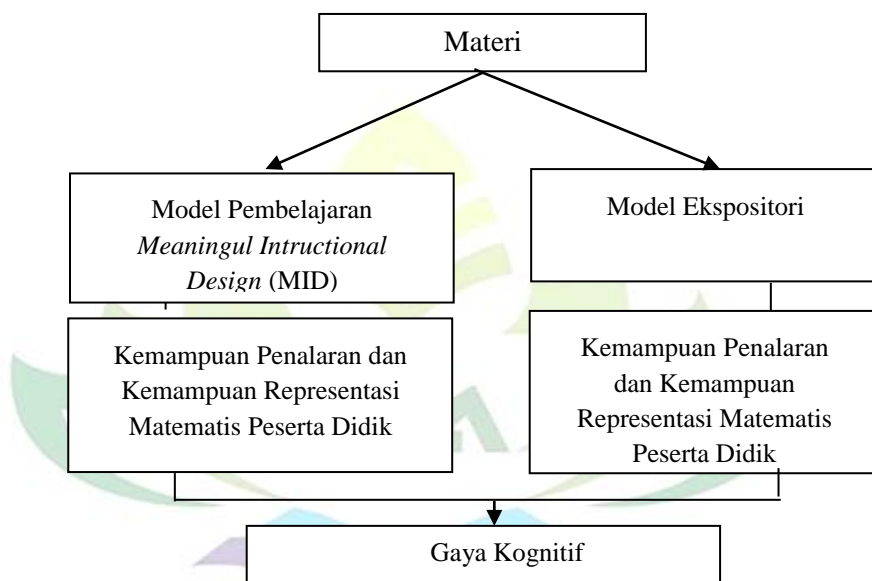 Materi
Model Pembelajaran
Meaningul Intructional
Design (MID)
Model Ekspositori
Kemampuan Penalaran dan
Kemampuan Representasi
Matematis Peserta Didik
Kemampuan Penalaran
dan Kemampuan
Representasi Matematis
Peserta Didik
Gaya Kognitif